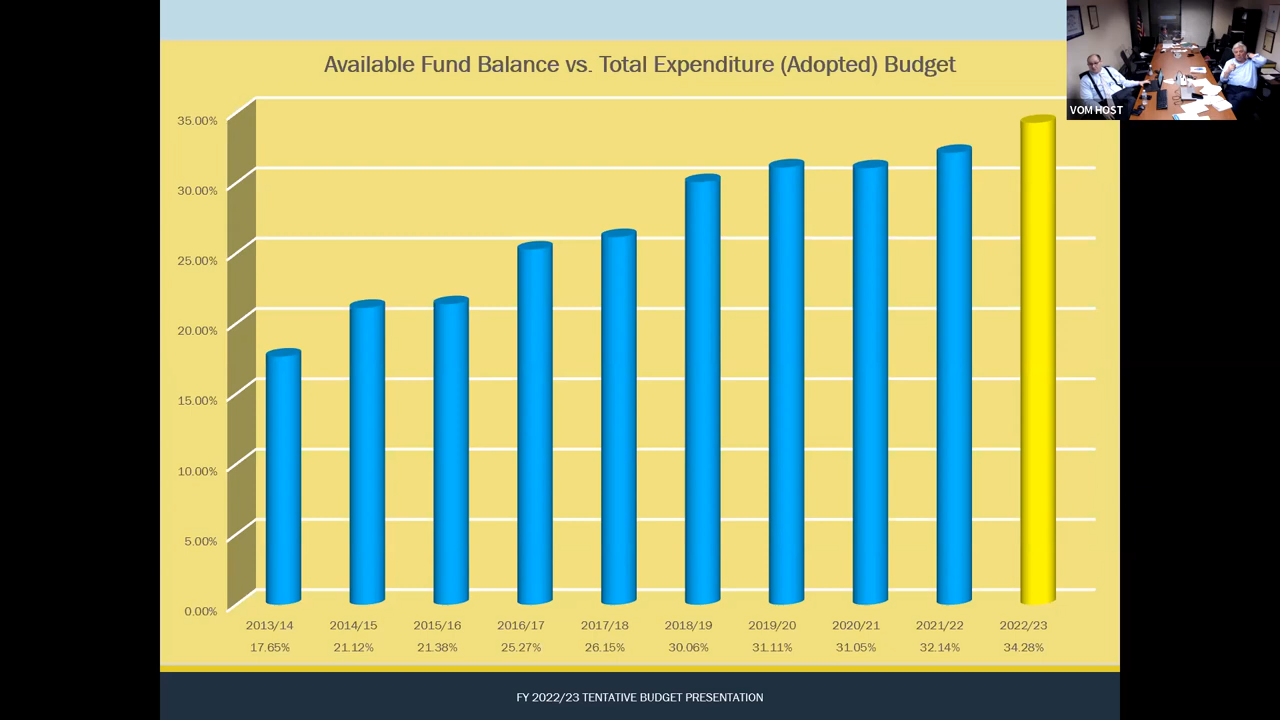 Available Fund Balance vs. Total Expenditure (Adopted) Budget
VOM HOST
35.00%
30.00%
25.00%
20.00%
15.00%
10.00%
5.00%
0.00%
2013/14 2014/15 2015/16 2016/17 2017/18 2018/19 2019/20 2020/21 2021/22 2022/23
17.65% 21.12% 21.38% 25.27% 26.15% 30.06% 31.11% 31.05% 32.14% 34.28%
FY 2022/23 TENTATIVE BUDGET PRESENTATION